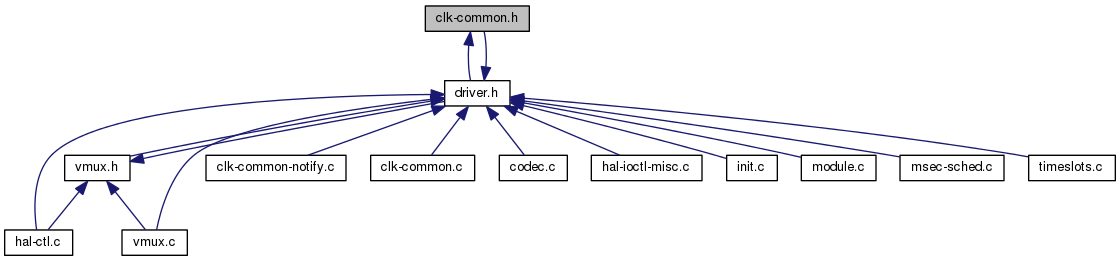 clk-common.h
driver.h
vmux.h
clk-common-notify.c
clk-common.c
codec.c
hal-ioctl-misc.c
init.c
module.c
msec-sched.c
timeslots.c
hal-ctl.c
vmux.c